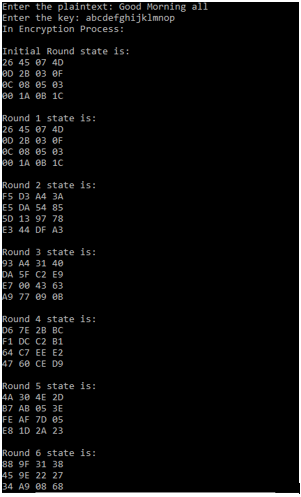 Enter the plaintext: Good Morning all
Enter the key: abcdefghijklmnop
In Encryption Process:
Initial Round state is:
26 45 07 4D
0D 2B 03 0F
0C 08 05 03
00 1A 0B 1C
Round 1 state is:
26 45 07 4D
0D 2B 03 0F
0C 08 05 03
00 1A 0B 1C
Round 2 state is:
F5 D3 A4 3A
E5 DA 54 85
5D 13 97 78
E3 44 DF A3
Round 3 state is:
93 A4 31 40
DA 5F C2 E9
E7 00 43 63
A9 77 09 0B
Round 4 state is:
D6 7E 2B BC
F1 DC C2 B1
64 C7 EE E2
47 60 CE D9
Round 5 state is:
4A 30 4E 2D
B7 AB 05 3E
FE AF 7D 05
E8 1D 2A 23
Round 6 state is:
88 9F 31 38
45 9E 22 27
34 A9 08 68